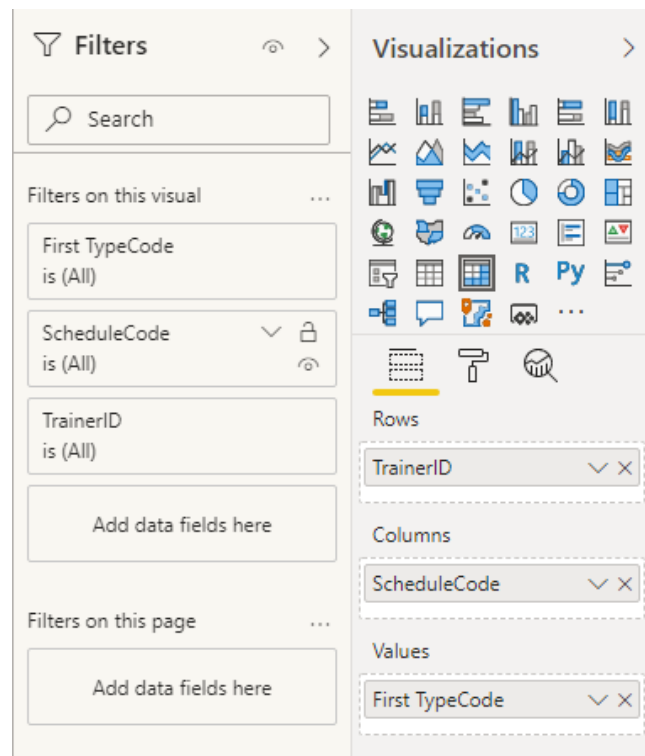 Filters
Search
Filters on this visual
...
First TypeCode
is (All)
ScheduleCode
is (All)
TrainerID
is (All)
Add data fields here
Filters on this page
...
Add data fields here
Visualizations
123
R
Py
...
Rows
TrainerID
Columns
ScheduleCode
Values
First TypeCode